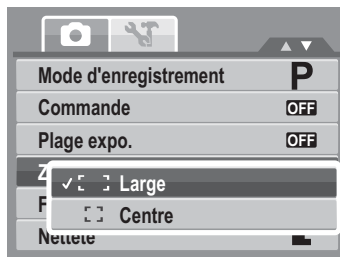 Mode d'enregistrement P
Commande OFF
Plage expo. OFF
Large
Centre
Netteté